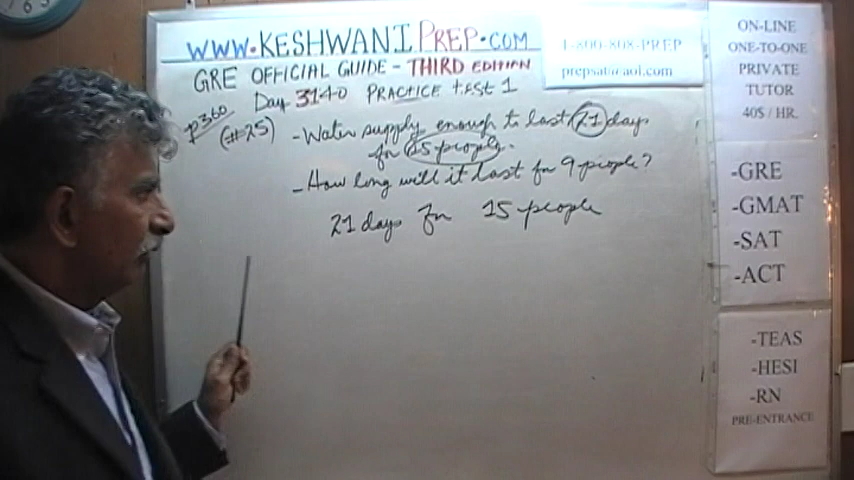 WWW.KESHWANIPREP.COM
1-800-808-PREP
prepsat@aol.com
GRE OFFICIAL GUIDE - THIRD EDITION
Day 3140 PRACTICE tEST 1
p360
(#25)
- Water supply enough to last 21 days
for 15 people.
- How long will it last for 9 people?
21 days for 15 people
ON-LINE
ONE-TO-ONE
PRIVATE
TUTOR
40$ / HR.
-GRE
-GMAT
-SAT
-ACT
-TEAS
-HESI
-RN
PRE-ENTRANCE